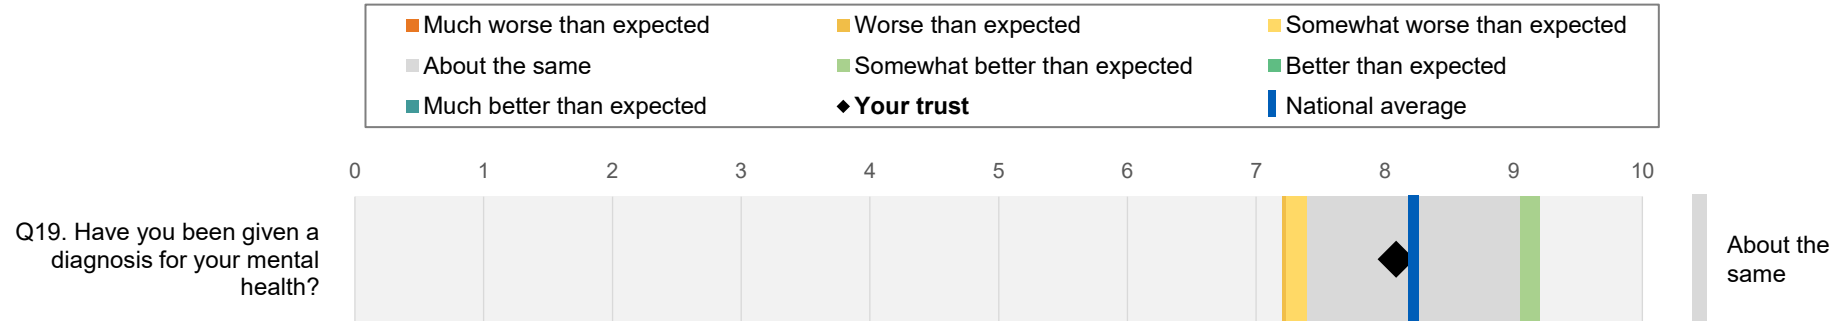 Much worse than expected
Worse than expected
Somewhat worse than expected
About the same
Somewhat better than expected
Better than expected
Much better than expected
Your trust
National average
0 1 2 3 4 5 6 7 8 9 10
Q19. Have you been given a
diagnosis for your mental
health?
About the
same